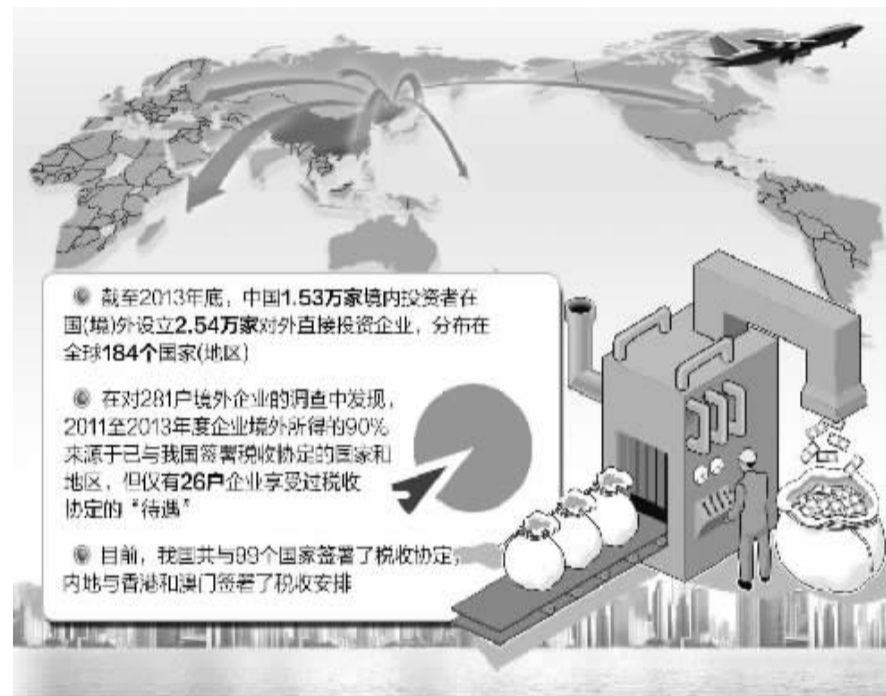 截至2013年底，中国1.53万家境内投资者在
国(境)外设立2.54万家对外直接投资企业，分布在
全球184个国家(地区)
在对281户境外企业的调查中发现，
2011至2013年度企业境外所得的90%
来源于已与我国签署税收协定的国家和
地区，但仅有26户企业享受过税收
协定的“待遇”
目前，我国共与99个国家签署了税收协定，
内地与香港和澳门签署了税收安排